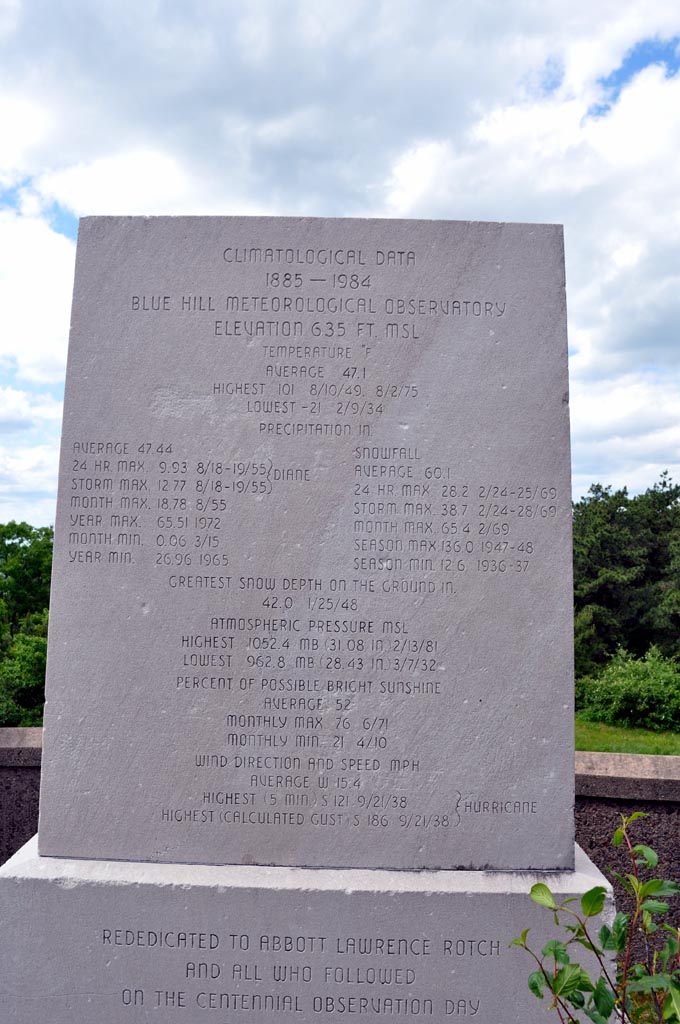 CLIMATOLOGICAL DATA
1885 — 1984
BLUE HILL METEOROLOGICAL OBSERVATORY
ELEVATION 635 FT. MSL
TEMPERATURE °F
AVERAGE 47.1
HIGHEST 101 8/10/49, 8/2/75
LOWEST -21 2/9/34
PRECIPITATION IN.
AVERAGE 47.44
24 HR. MAX. 9.93 8/18-19/55
STORM MAX. 12.77 8/18-19/55
DIANE
MONTH MAX. 18.78 8/55
YEAR MAX. 65.51 1972
MONTH MIN. 0.06 3/15
YEAR MIN. 26.96 1965
SNOWFALL
AVERAGE 60.1
24 HR. MAX. 28.2 2/24-25/69
STORM MAX. 38.7 2/24-28/69
MONTH MAX. 65.4 2/69
SEASON MAX. 136.0 1947-48
SEASON MIN. 12.6 1936-37
GREATEST SNOW DEPTH ON THE GROUND IN.
42.0 1/25/48
ATMOSPHERIC PRESSURE MSL
HIGHEST 1052.4 MB (31.08 IN.) 2/13/81
LOWEST 962.8 MB (28.43 IN.) 3/7/32
PERCENT OF POSSIBLE BRIGHT SUNSHINE
AVERAGE 52
MONTHLY MAX. 76 6/71
MONTHLY MIN. 21 4/10
WIND DIRECTION AND SPEED MPH
AVERAGE W 15.4
HIGHEST (5 MIN.) S 121 9/21/38
HIGHEST (CALCULATED GUST) S 186 9/21/38
HURRICANE
REDEDICATED TO ABBOTT LAWRENCE ROTCH
AND ALL WHO FOLLOWED
ON THE CENTENNIAL OBSERVATION DAY